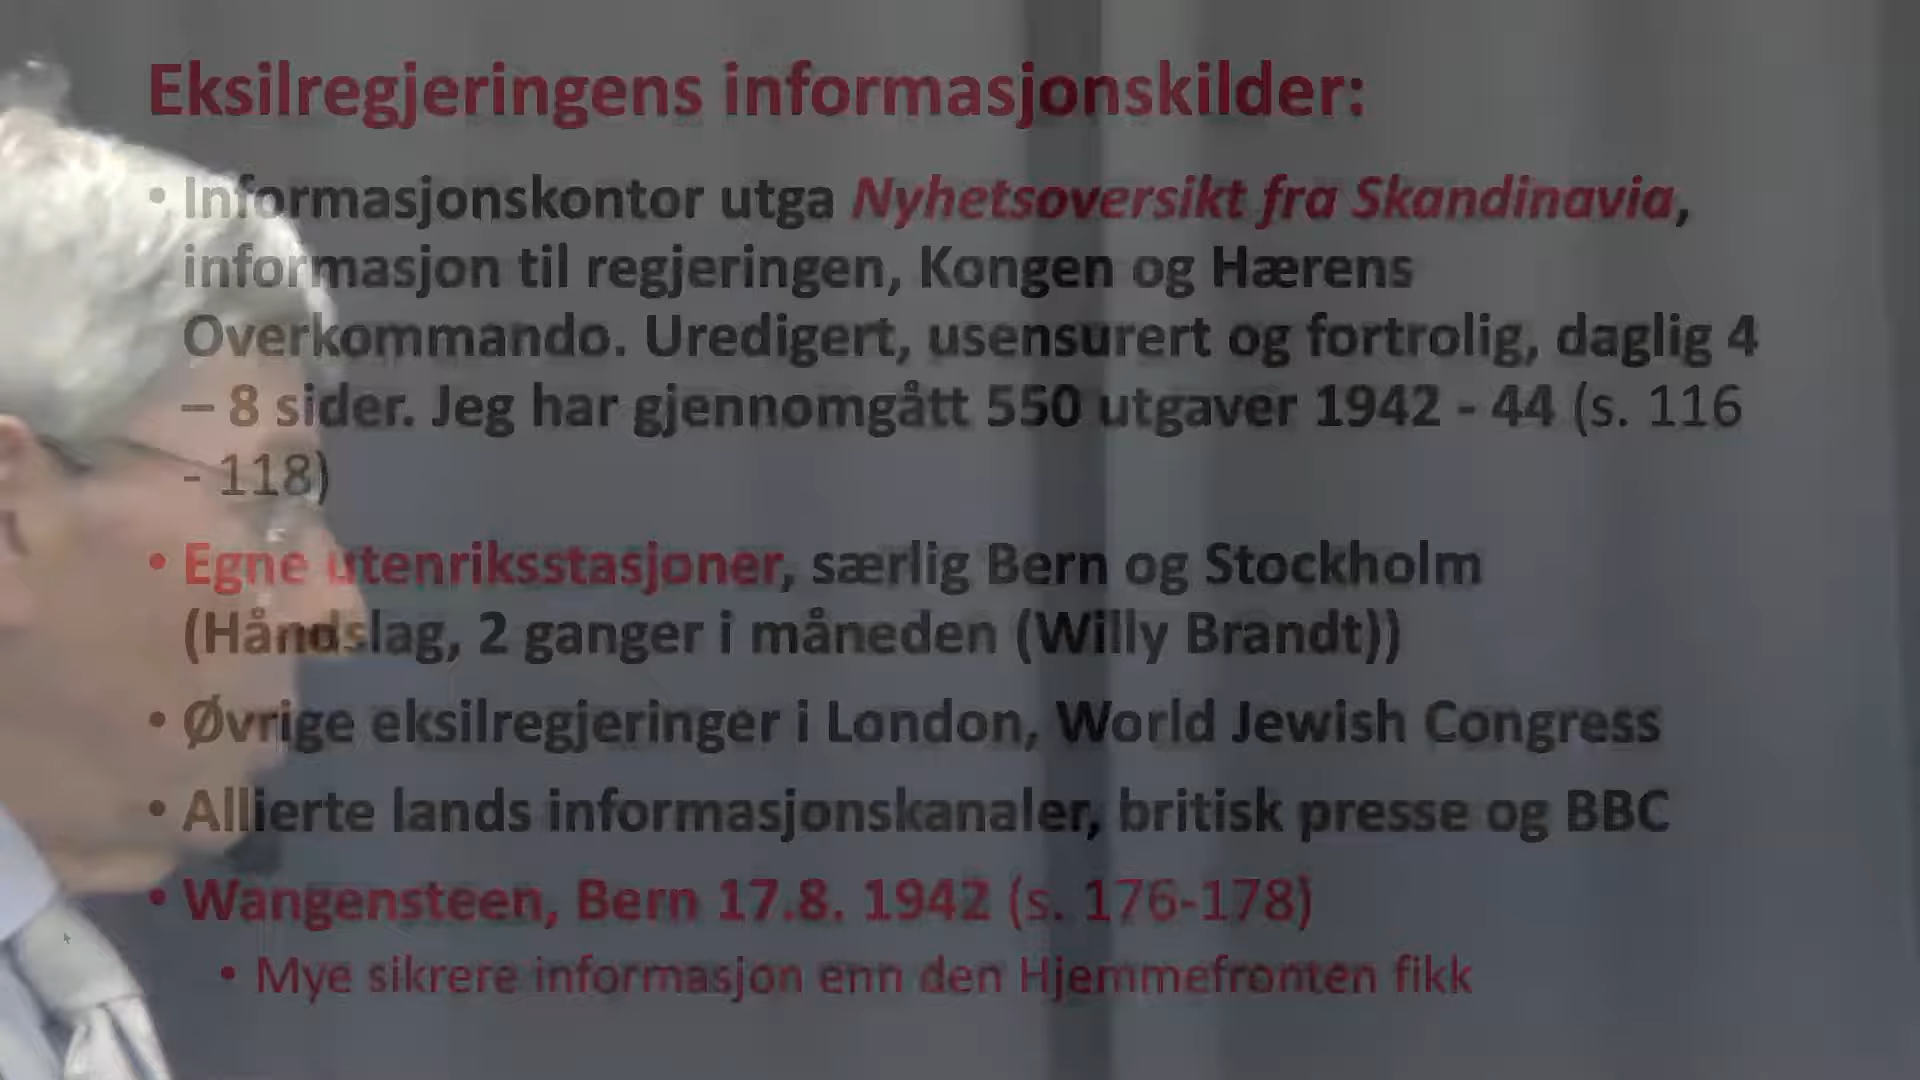 Eksilregjeringens informasjonskilder:
• Informasjonskontor utga Nyhetsoversikt fra Skandinavia,
informasjon til regjeringen, Kongen og Hærens
Overkommando. Uredigert, usensurert og fortrolig, daglig 4
– 8 sider. Jeg har gjennomgått 550 utgaver 1942 - 44 (s. 116
- 118)
• Egne utenriksstasjoner, særlig Bern og Stockholm
(Håndslag, 2 ganger i måneden (Willy Brandt))
• Øvrige eksilregjeringer i London, World Jewish Congress
• Allierte lands informasjonskanaler, britisk presse og BBC
• Wangensteen, Bern 17.8. 1942 (s. 176-178)
• Mye sikrere informasjon enn den Hjemmefronten fikk